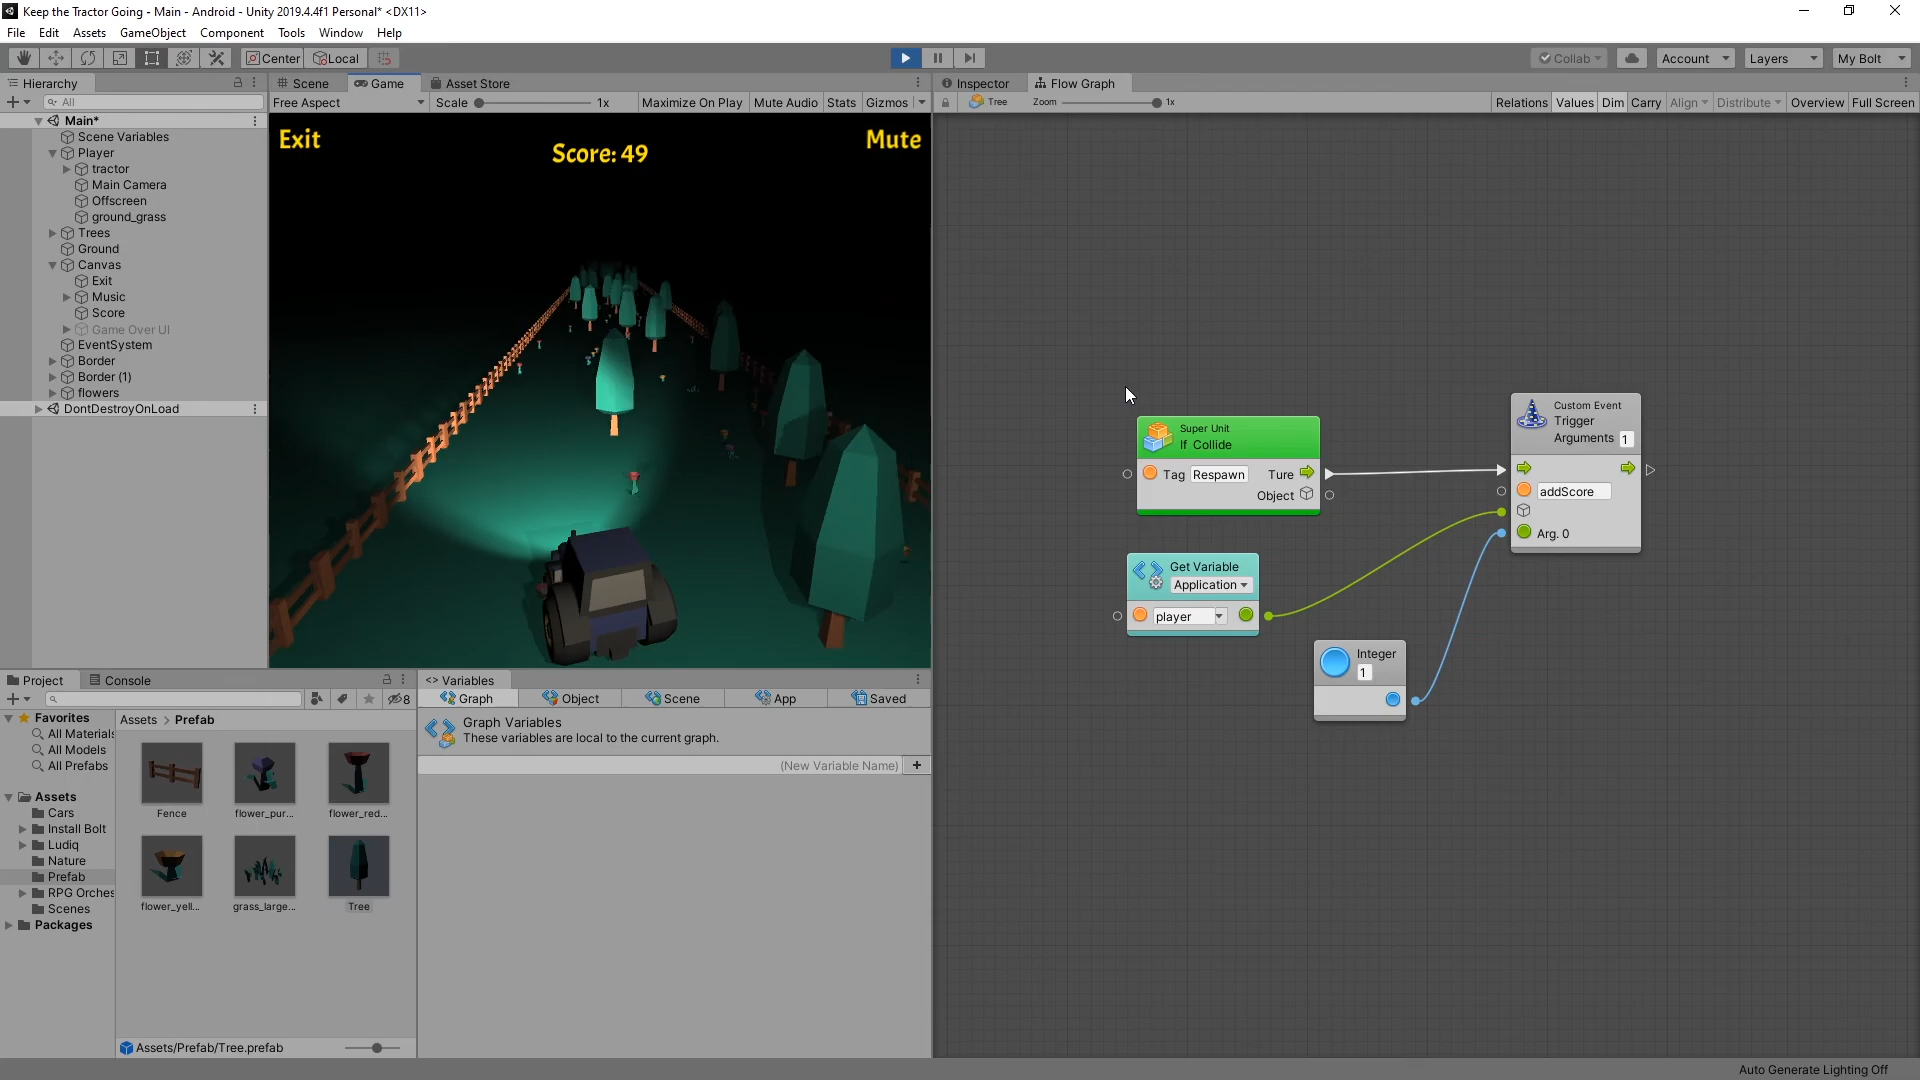 Keep the Tractor Going - Main - Android - Unity 2019.4.4f1 Personal* <DX11>
File Edit Assets GameObject Component Tools Window Help
Center Local Collab Account Layers My Bolt
Hierarchy
All
Main*
Scene Variables
Player
tractor
Main Camera
Offscreen
ground_grass
Trees
Ground
Canvas
Exit
Music
Score
Game Over UI
EventSystem
Border
Border (1)
flowers
DontDestroyOnLoad
Scene Game Asset Store
Free Aspect Scale 1x Maximize On Play Mute Audio Stats Gizmos
Exit
Score: 49
Mute
Inspector Flow Graph
Tree Zoom 1x Relations Values Dim Carry Align Distribute Overview Full Screen
Super Unit
If Collide
Tag Respawn Ture
Object
Custom Event
Trigger
Arguments 1
addScore
Arg. 0
Get Variable
Application
player
Integer
1
Project Console
8
Favorites
All Materials
All Models
All Prefabs
Assets
Cars
Install Bolt
Ludiq
Nature
Prefab
RPG Orches
Scenes
Packages
Assets > Prefab
Fence flower_pur... flower_red...
flower_yell... grass_large... Tree
Assets/Prefab/Tree.prefab
<> Variables
Graph Object Scene App Saved
Graph Variables
These variables are local to the current graph.
(New Variable Name) +
Auto Generate Lighting Off